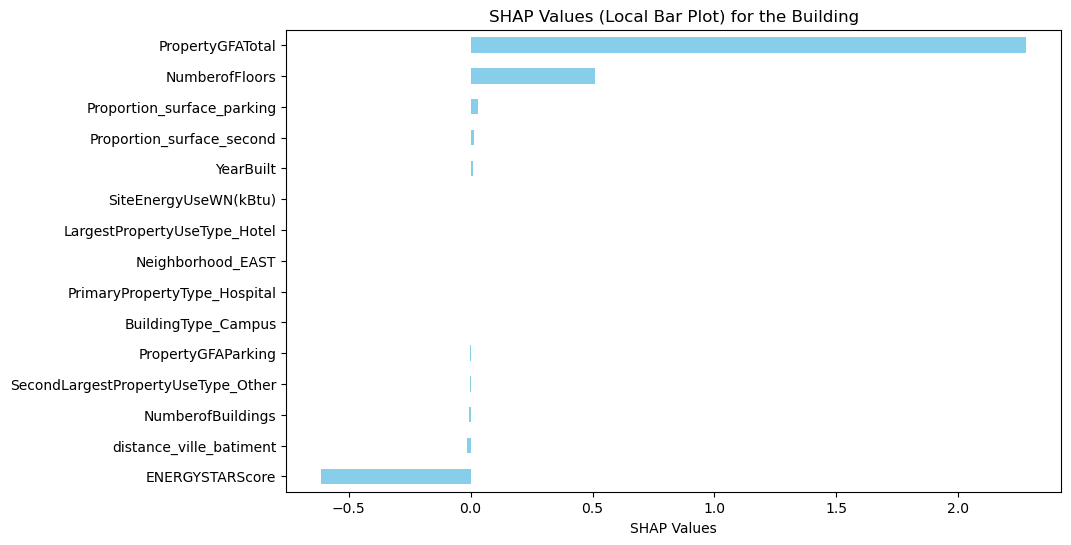 SHAP Values (Local Bar Plot) for the Building
PropertyGFATotal
NumberofFloors
Proportion_surface_parking
Proportion_surface_second
YearBuilt
SiteEnergyUseWN(kBtu)
LargestPropertyUseType_Hotel
Neighborhood_EAST
PrimaryPropertyType_Hospital
BuildingType_Campus
PropertyGFAParking
SecondLargestPropertyUseType_Other
NumberofBuildings
distance_ville_batiment
ENERGYSTARScore
−0.5 0.0 0.5 1.0 1.5 2.0
SHAP Values